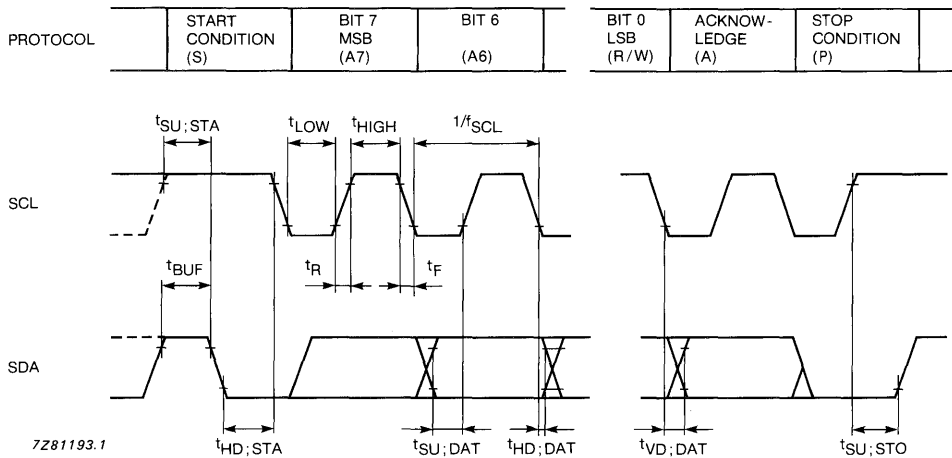 PROTOCOL
START
CONDITION
(S)
BIT 7
MSB
(A7)
BIT 6
(A6)
BIT 0
LSB
(R/W)
ACKNOW-
LEDGE
(A)
STOP
CONDITION
(P)
tSU;STA
tLOW
tHIGH
1/fSCL
SCL
tBUF
tR
tF
SDA
7Z81193.1
tHD;STA
tSU;DAT
tHD;DAT
tVD;DAT
tSU;STO